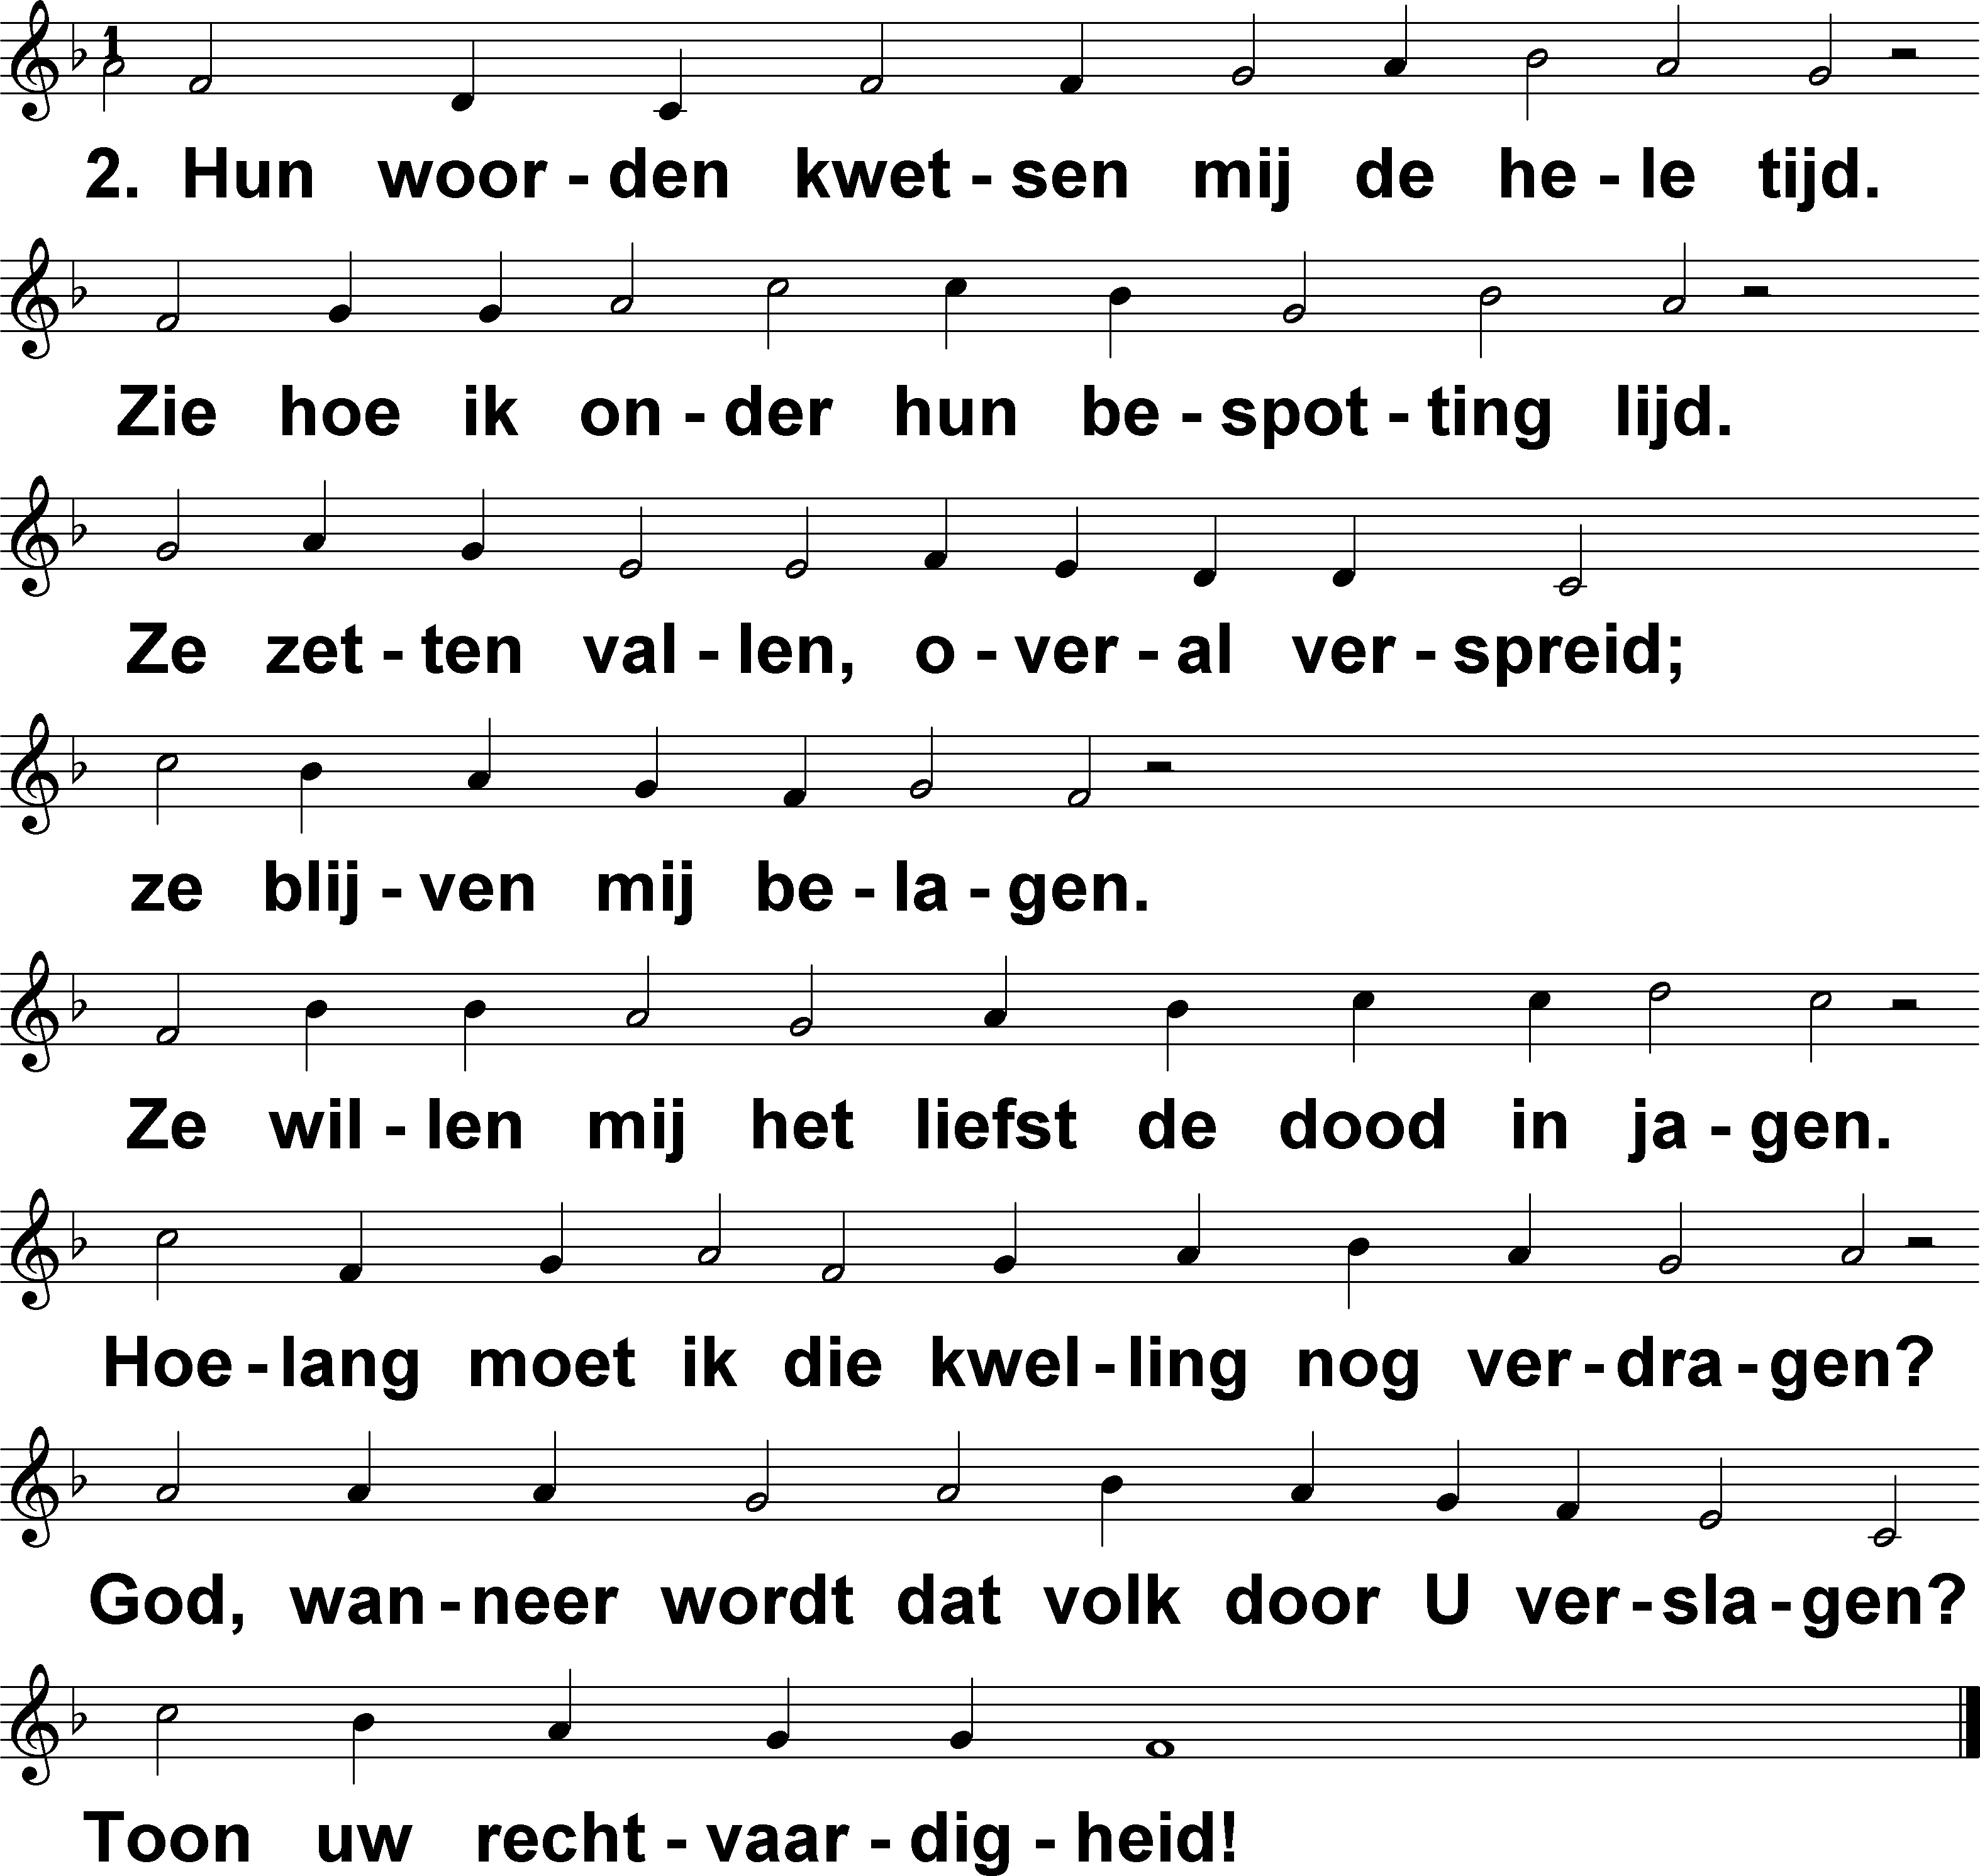 1
2. Hun woor - den kwet - sen mij de he - le tijd.
Zie hoe ik on - der hun be - spot - ting lijd.
Ze zet - ten val - len, o - ver - al ver - spreid;
ze blij - ven mij be - la - gen.
Ze wil - len mij het liefst de dood in ja - gen.
Hoe - lang moet ik die kwel - ling nog ver - dra - gen?
God, wan - neer wordt dat volk door U ver - sla - gen?
Toon uw recht - vaar - dig - heid!